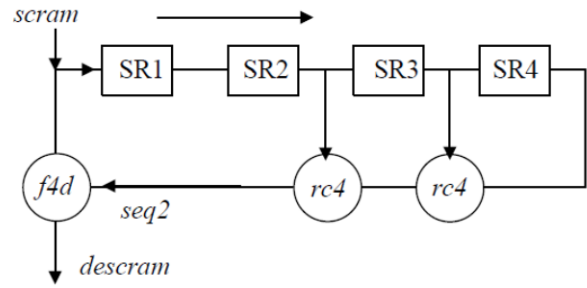 scram
SR1 SR2 SR3 SR4
f4d rc4 rc4
seq2
descram